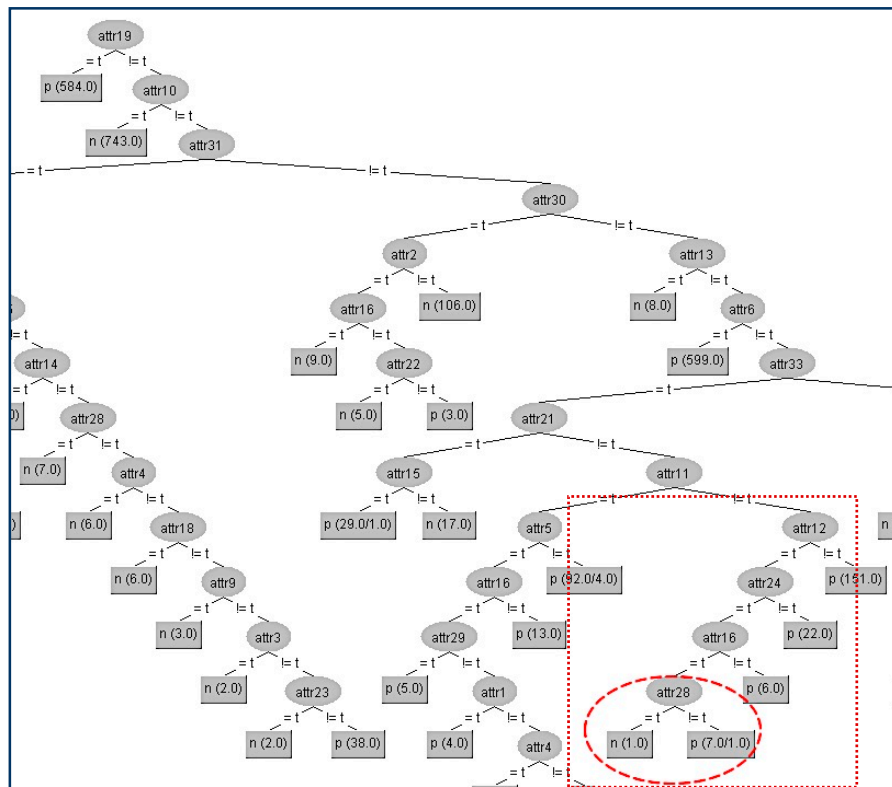 attr19
= t != t
p (584.0) attr10
= t != t
n (743.0) attr31
= t != t
attr30
= t != t
attr2 attr13
= t != t = t != t
attr16 n (106.0) n (8.0) attr6
= t != t = t != t
attr14 n (9.0) attr22 p (599.0) attr33
= t != t = t != t = t
attr28 n (5.0) p (3.0) attr21
= t != t = t != t
n (7.0) attr4 attr15 attr11
= t != t = t != t = t != t
n (6.0) attr18 p (29.0/1.0) n (17.0) attr5 attr12
= t != t = t != t = t != t
n (6.0) attr9 attr16 p (92.0/4.0) attr24 p (151.0)
= t != t = t != t = t != t
n (3.0) attr3 attr29 p (13.0) attr16 p (22.0)
= t != t = t != t = t != t
n (2.0) attr23 p (5.0) attr1 attr28 p (6.0)
= t != t = t != t = t != t
n (2.0) p (38.0) p (4.0) attr4 n (1.0) p (7.0/1.0)
= t != t